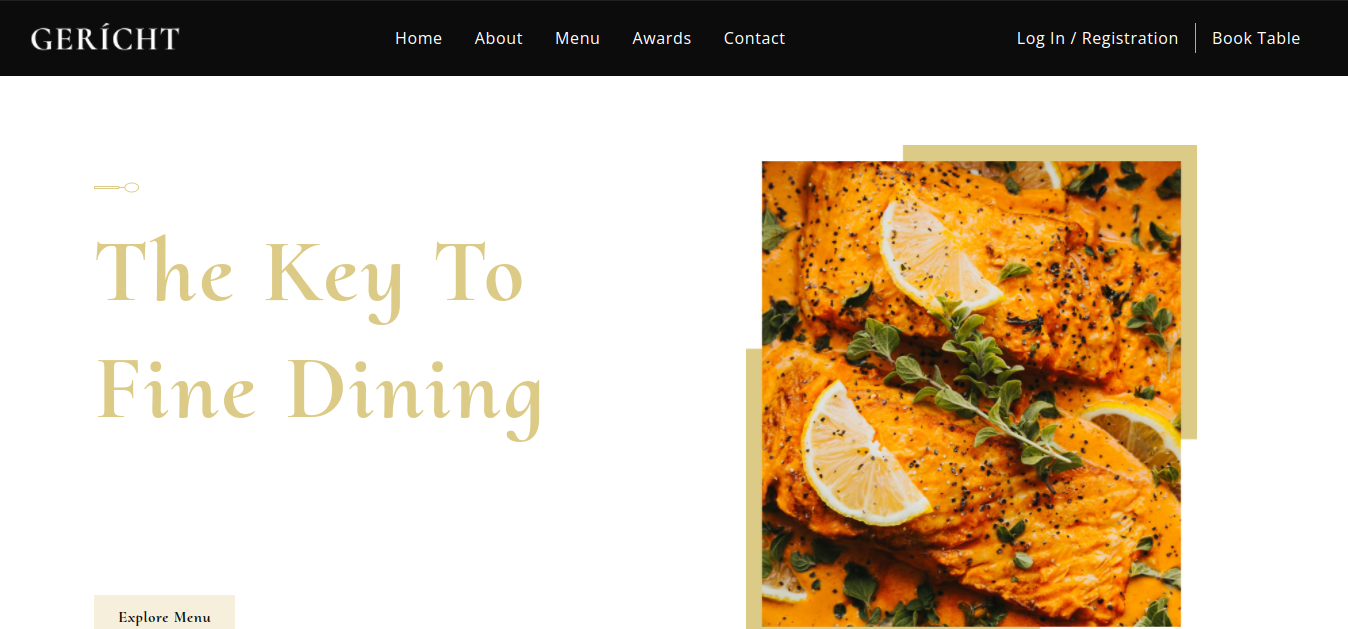 GERÍCHT
Home
About
Menu
Awards
Contact
Log In / Registration
Book Table
The Key To
Fine Dining
Explore Menu